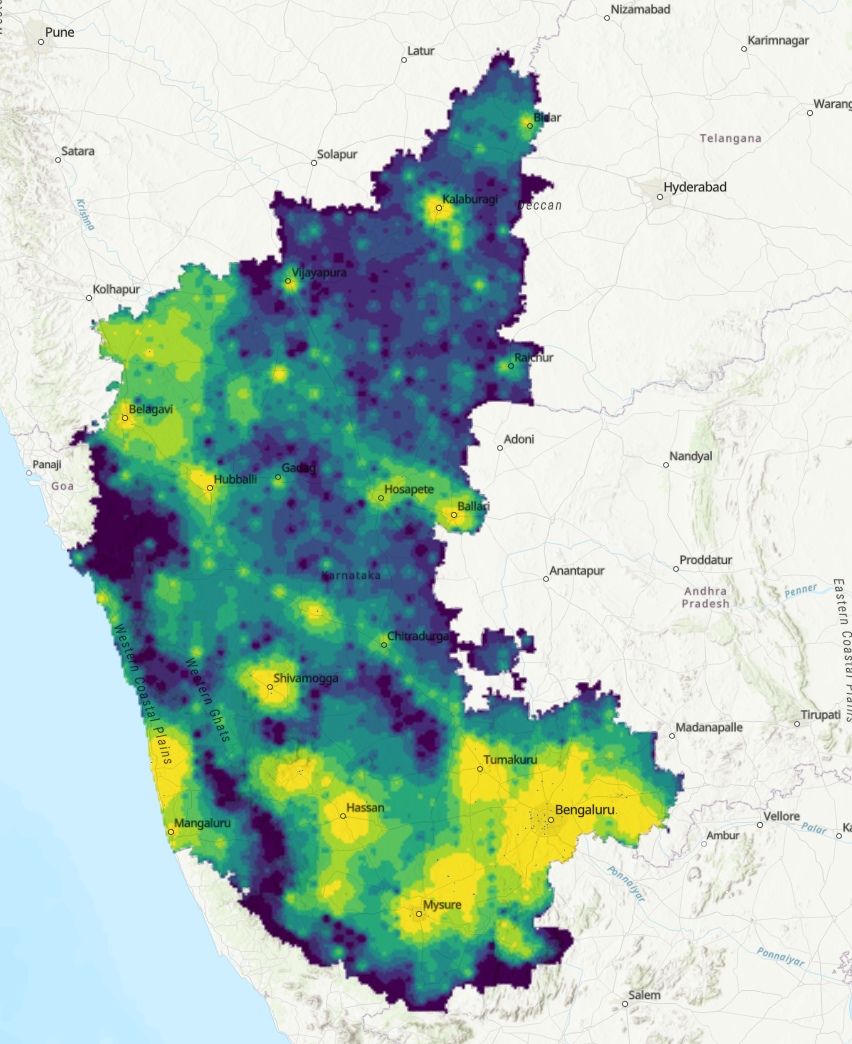 Nizamabad
Pune
Karimnagar
Latur
Warang
Bidar
Telangana
Satara
Solapur
Hyderabad
Krishna
Kalaburagi
Deccan
Vijayapura
Kolhapur
Raichur
Belagavi
Adoni
Nandyal
Panaji
Gadag
Goa
Hubballi
Hosapete
Ballari
Proddatur
Anantapur
Karnataka
Andhra
Pradesh
Penner
Eastern Coastal Plains
Chitradurga
Western Coastal Plains
Western Ghats
Shivamogga
Tirupati
Madanapalle
Tumakuru
Hassan
Bengaluru
Vellore
Mangaluru
Ambur
Palar
Ka
Ponnaiyar
Mysure
Ponnaiyar
Salem